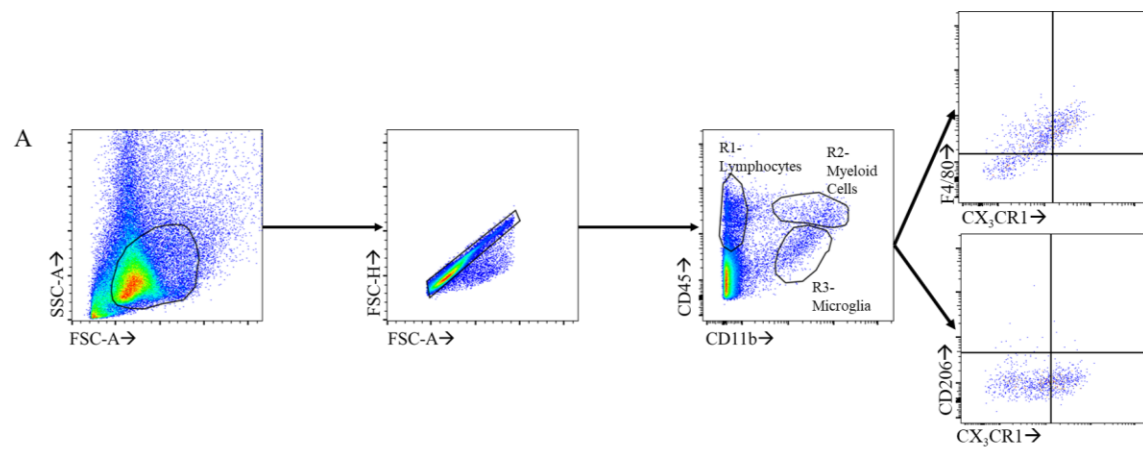 A
SSC-A→
FSC-A→
FSC-H→
FSC-A→
R1-
Lymphocytes
R2-
Myeloid
Cells
R3-
Microglia
CD45→
CD11b→
F4/80→
CX₃CR1→
CD206→
CX₃CR1→